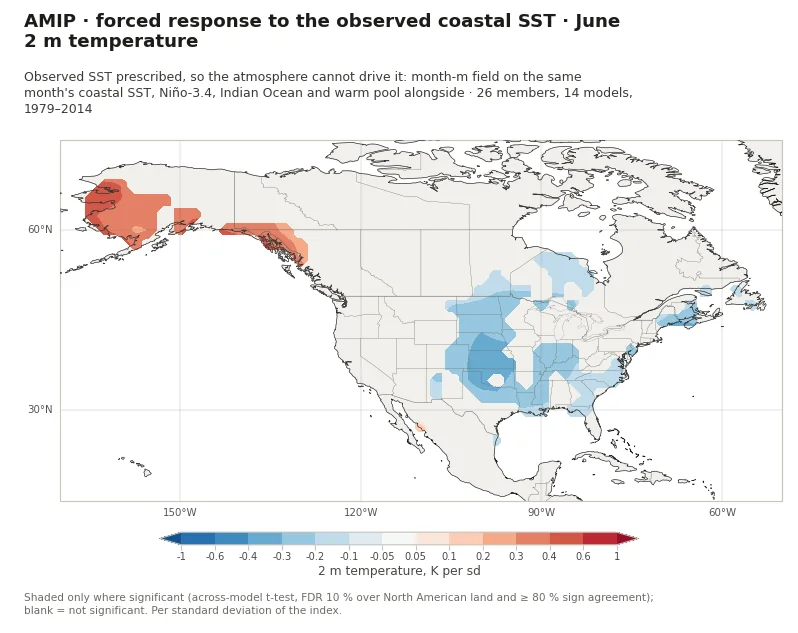 AMIP · forced response to the observed coastal SST · June
2 m temperature
Observed SST prescribed, so the atmosphere cannot drive it: month-m field on the same
month's coastal SST, Niño-3.4, Indian Ocean and warm pool alongside · 26 members, 14 models,
1979–2014
60°N
30°N
150°W 120°W 90°W 60°W
-1 -0.6 -0.4 -0.3 -0.2 -0.1 -0.05 0.05 0.1 0.2 0.3 0.4 0.6 1
2 m temperature, K per sd
Shaded only where significant (across-model t-test, FDR 10 % over North American land and ≥ 80 % sign agreement);
blank = not significant. Per standard deviation of the index.